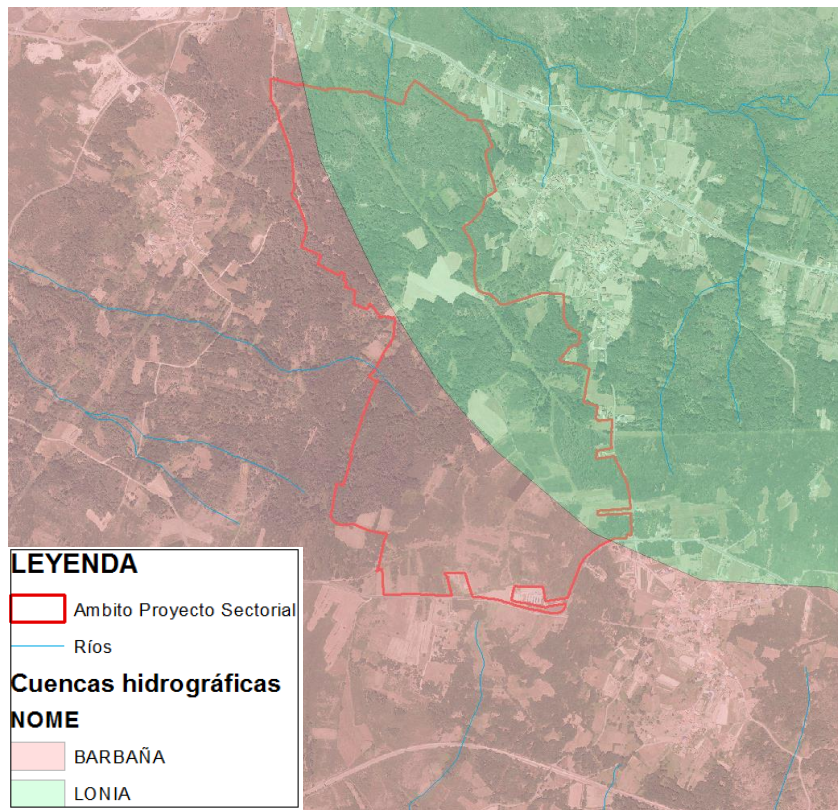 LEYENDA
Ambito Proyecto Sectorial
Ríos
Cuencas hidrográficas
NOME
BARBAÑA
LONIA